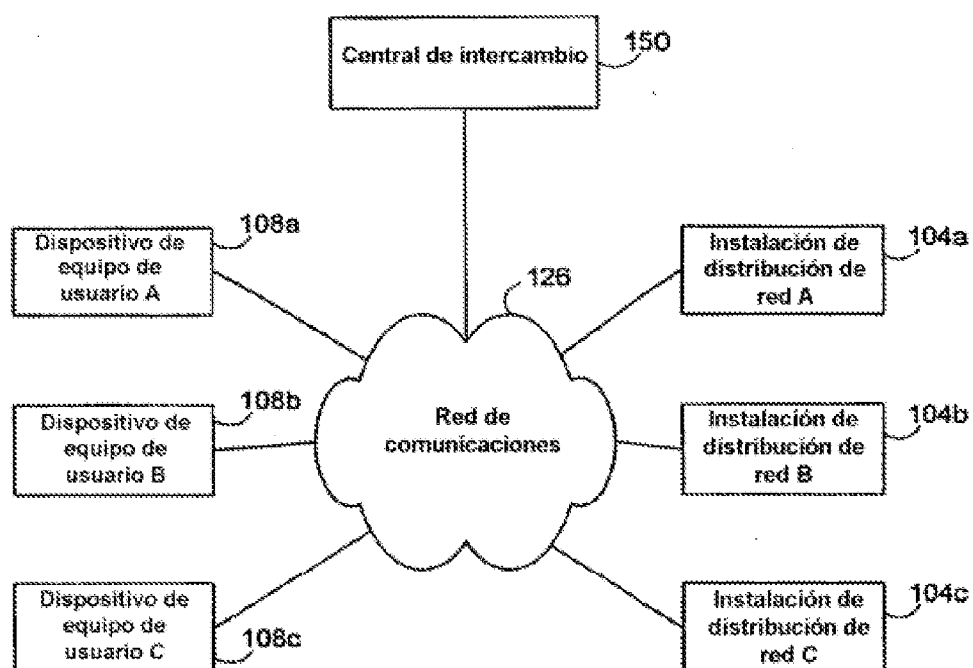 Central de intercambio
150
Dispositivo de
equipo de
usuario A
108a
Instalación de
distribución de
red A
104a
126
Red de
comunicaciones
Dispositivo de
equipo de
usuario B
108b
Instalación de
distribución de
red B
104b
Dispositivo de
equipo de
usuario C
108c
Instalación de
distribución de
red C
104c